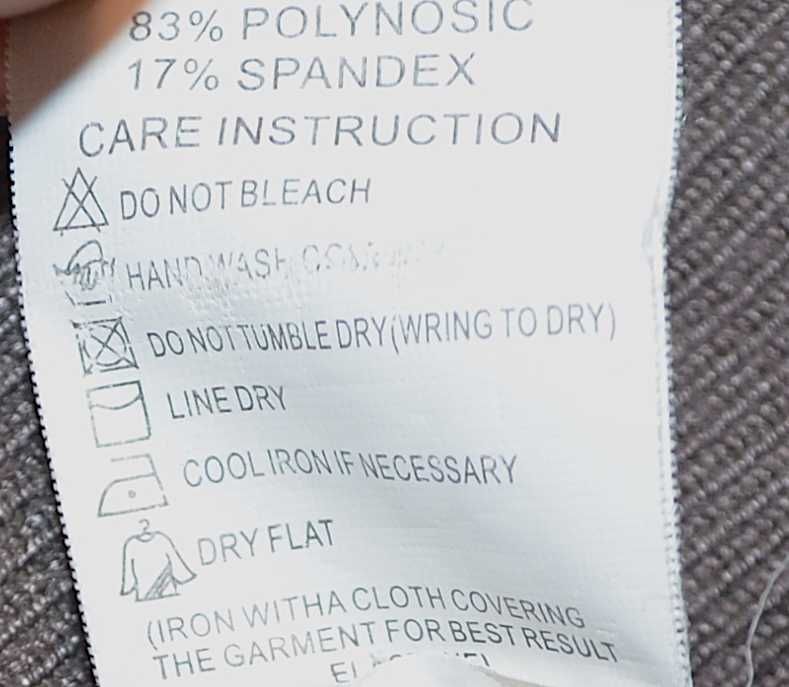 83% POLYNOSIC
17% SPANDEX
CARE INSTRUCTION
DO NOT BLEACH
HAND WASH
DO NOT TUMBLE DRY (WRING TO DRY)
LINE DRY
COOL IRON IF NECESSARY
DRY FLAT
(IRON WITHA CLOTH COVERING
THE GARMENT FOR BEST RESULT